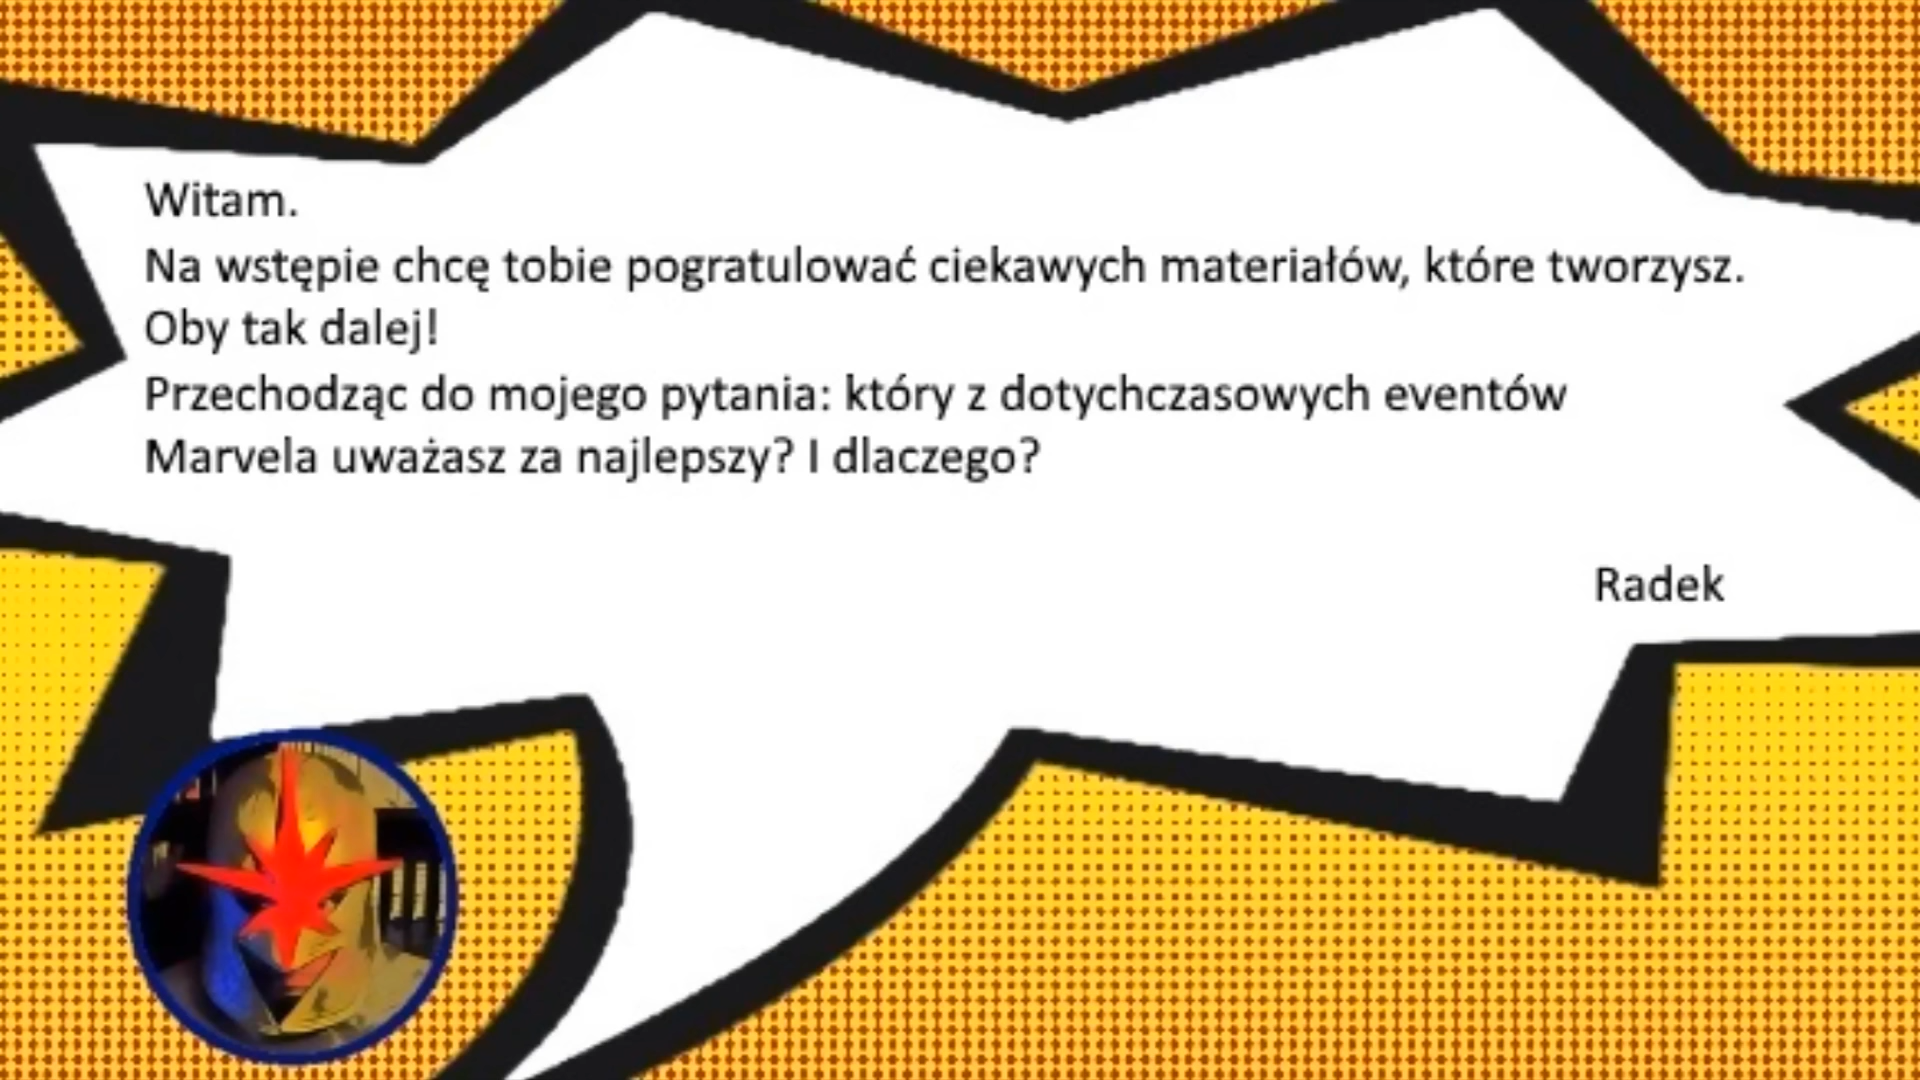 Witam.
Na wstępie chcę tobie pogratulować ciekawych materiałów, które tworzysz.
Oby tak dalej!
Przechodząc do mojego pytania: który z dotychczasowych eventów
Marvela uważasz za najlepszy? I dlaczego?
Radek